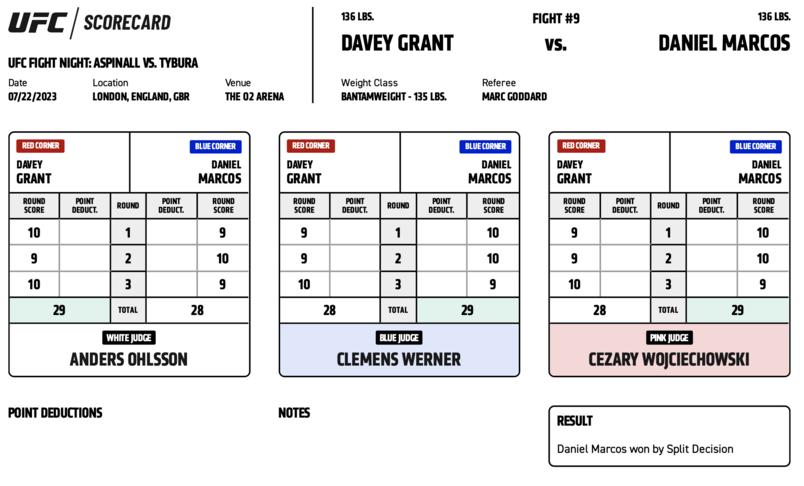 UFC / SCORECARD
UFC FIGHT NIGHT: ASPINALL VS. TYBURA
Date Location Venue
07/22/2023 LONDON, ENGLAND, GBR THE O2 ARENA
136 LBS. FIGHT #9 136 LBS.
DAVEY GRANT VS. DANIEL MARCOS
Weight Class Referee
BANTAMWEIGHT - 135 LBS. MARC GODDARD
RED CORNER BLUE CORNER
DAVEY DANIEL
GRANT MARCOS
ROUND POINT ROUND POINT ROUND
SCORE DEDUCT. DEDUCT. SCORE
10 1 9
9 2 10
10 3 9
29 TOTAL 28
WHITE JUDGE
ANDERS OHLSSON
RED CORNER BLUE CORNER
DAVEY DANIEL
GRANT MARCOS
ROUND POINT ROUND POINT ROUND
SCORE DEDUCT. DEDUCT. SCORE
9 1 10
9 2 10
10 3 9
28 TOTAL 29
BLUE JUDGE
CLEMENS WERNER
RED CORNER BLUE CORNER
DAVEY DANIEL
GRANT MARCOS
ROUND POINT ROUND POINT ROUND
SCORE DEDUCT. DEDUCT. SCORE
9 1 10
9 2 10
10 3 9
28 TOTAL 29
PINK JUDGE
CEZARY WOJCIECHOWSKI
POINT DEDUCTIONS
NOTES
RESULT
Daniel Marcos won by Split Decision